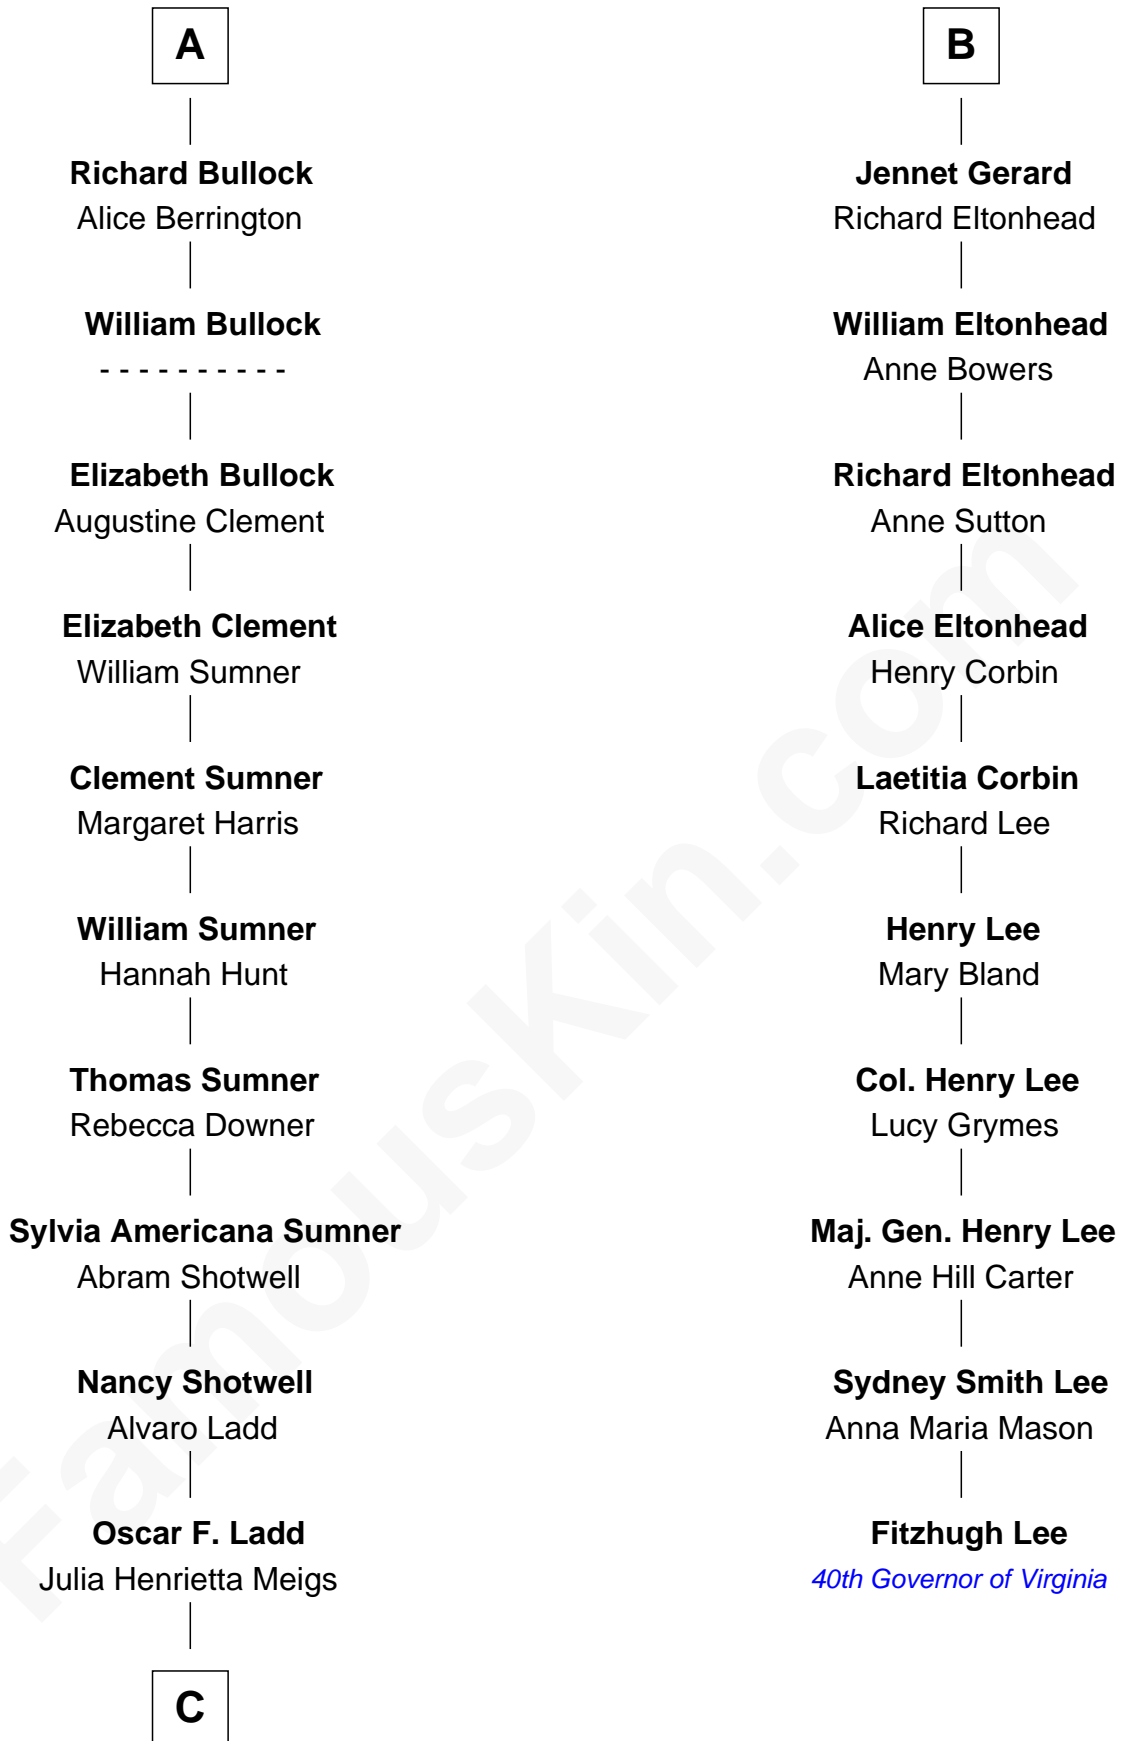 A
Richard Bullock
Alice Berrington
William Bullock
- - - - - - - - - -
Elizabeth Bullock
Augustine Clement
Elizabeth Clement
William Sumner
Clement Sumner
Margaret Harris
William Sumner
Hannah Hunt
Thomas Sumner
Rebecca Downer
Sylvia Americana Sumner
Abram Shotwell
Nancy Shotwell
Alvaro Ladd
Oscar F. Ladd
Julia Henrietta Meigs
C
B
Jennet Gerard
Richard Eltonhead
William Eltonhead
Anne Bowers
Richard Eltonhead
Anne Sutton
Alice Eltonhead
Henry Corbin
Laetitia Corbin
Richard Lee
Henry Lee
Mary Bland
Col. Henry Lee
Lucy Grymes
Maj. Gen. Henry Lee
Anne Hill Carter
Sydney Smith Lee
Anna Maria Mason
Fitzhugh Lee
40th Governor of Virginia
FamousKin.com